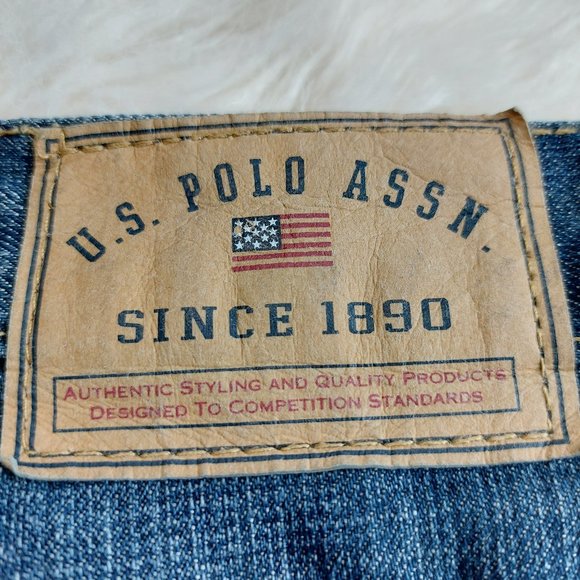 U.S. POLO ASSN.
SINCE 1890
AUTHENTIC STYLING AND QUALITY PRODUCTS
DESIGNED TO COMPETITION STANDARDS